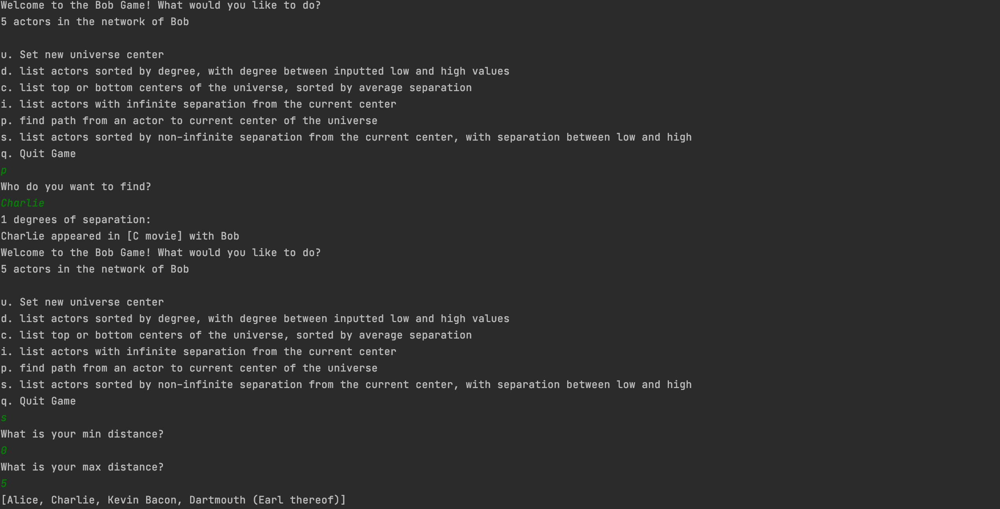 Welcome to the Bob Game! What would you like to do?
5 actors in the network of Bob
u. Set new universe center
d. list actors sorted by degree, with degree between inputted low and high values
c. list top or bottom centers of the universe, sorted by average separation
i. list actors with infinite separation from the current center
p. find path from an actor to current center of the universe
s. list actors sorted by non-infinite separation from the current center, with separation between low and high
q. Quit Game
p
Who do you want to find?
Charlie
1 degrees of separation:
Charlie appeared in [C movie] with Bob
Welcome to the Bob Game! What would you like to do?
5 actors in the network of Bob
u. Set new universe center
d. list actors sorted by degree, with degree between inputted low and high values
c. list top or bottom centers of the universe, sorted by average separation
i. list actors with infinite separation from the current center
p. find path from an actor to current center of the universe
s. list actors sorted by non-infinite separation from the current center, with separation between low and high
q. Quit Game
s
What is your min distance?
0
What is your max distance?
5
[Alice, Charlie, Kevin Bacon, Dartmouth (Earl thereof)]